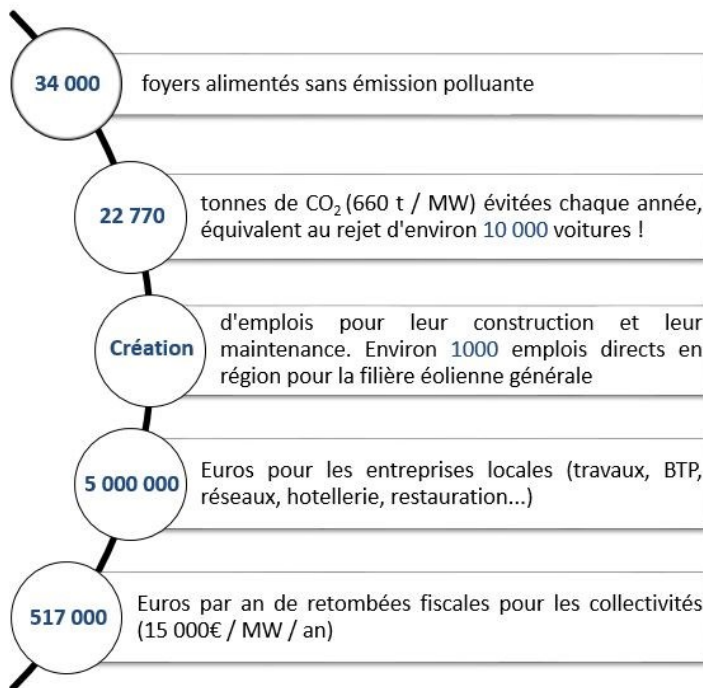 34 000
foyers alimentés sans émission polluante
22 770
tonnes de CO₂ (660 t / MW) évitées chaque année,
équivalent au rejet d'environ 10 000 voitures !
Création
d'emplois pour leur construction et leur
maintenance. Environ 1000 emplois directs en
région pour la filière éolienne générale
5 000 000
Euros pour les entreprises locales (travaux, BTP,
réseaux, hotellerie, restauration...)
517 000
Euros par an de retombées fiscales pour les collectivités
(15 000€ / MW / an)